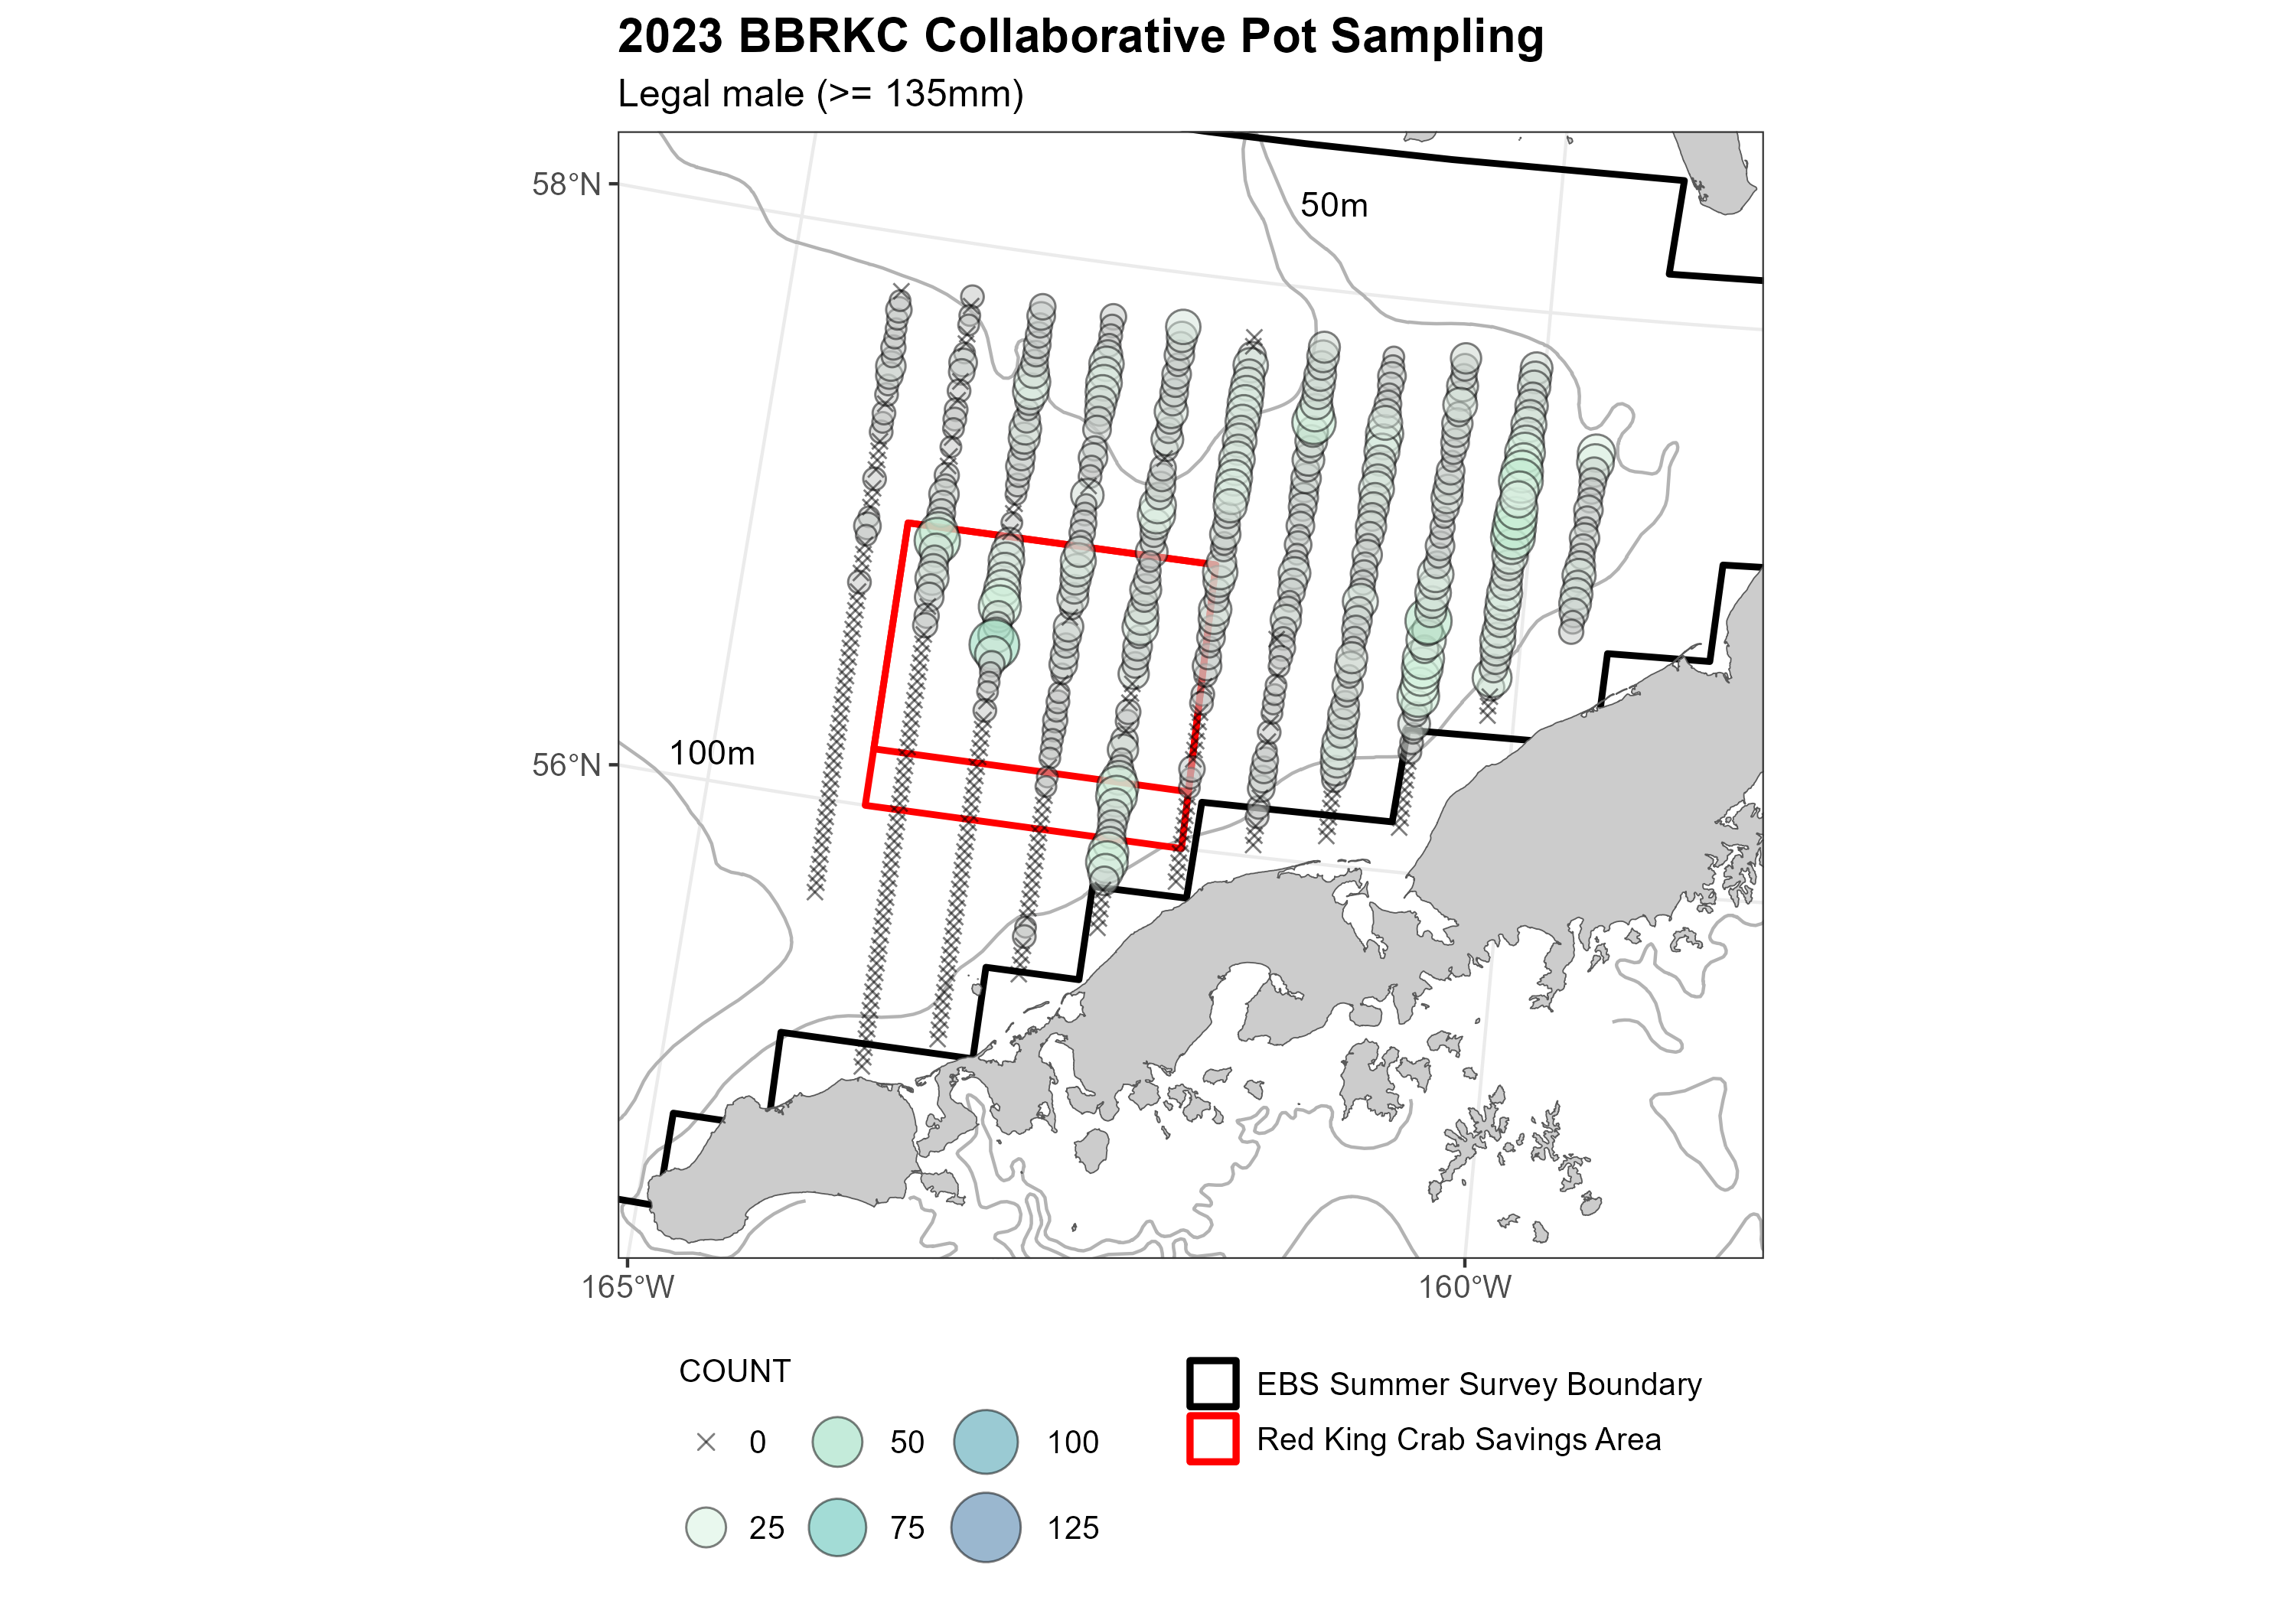 2023 BBRKC Collaborative Pot Sampling
Legal male (>= 135mm)
58°N
50m
56°N
100m
165°W
160°W
COUNT
0
50
100
25
75
125
EBS Summer Survey Boundary
Red King Crab Savings Area